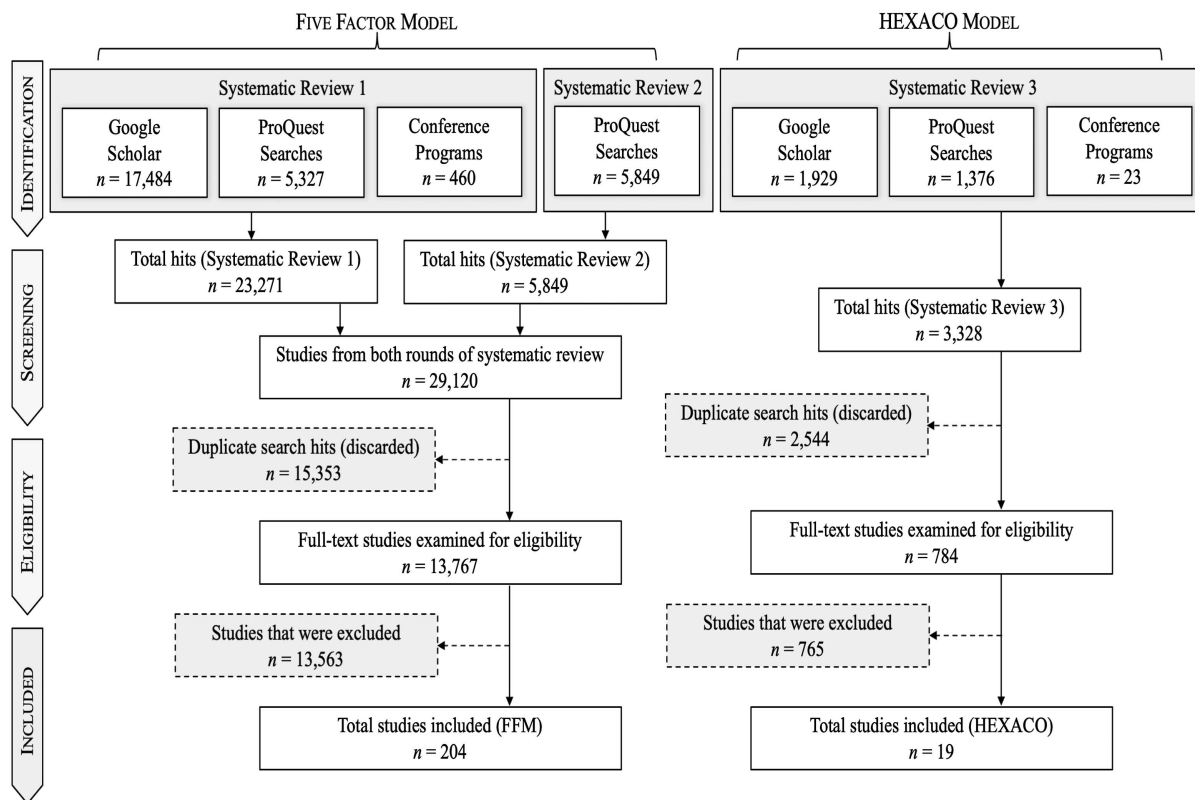 FIVE FACTOR MODEL
HEXACO MODEL
IDENTIFICATION
Systematic Review 1
Google
Scholar
n = 17,484
ProQuest
Searches
n = 5,327
Conference
Programs
n = 460
Systematic Review 2
ProQuest
Searches
n = 5,849
Systematic Review 3
Google
Scholar
n = 1,929
ProQuest
Searches
n = 1,376
Conference
Programs
n = 23
SCREENING
Total hits (Systematic Review 1)
n = 23,271
Total hits (Systematic Review 2)
n = 5,849
Total hits (Systematic Review 3)
n = 3,328
Studies from both rounds of systematic review
n = 29,120
Duplicate search hits (discarded)
n = 15,353
Duplicate search hits (discarded)
n = 2,544
ELIGIBILITY
Full-text studies examined for eligibility
n = 13,767
Full-text studies examined for eligibility
n = 784
Studies that were excluded
n = 13,563
Studies that were excluded
n = 765
INCLUDED
Total studies included (FFM)
n = 204
Total studies included (HEXACO)
n = 19